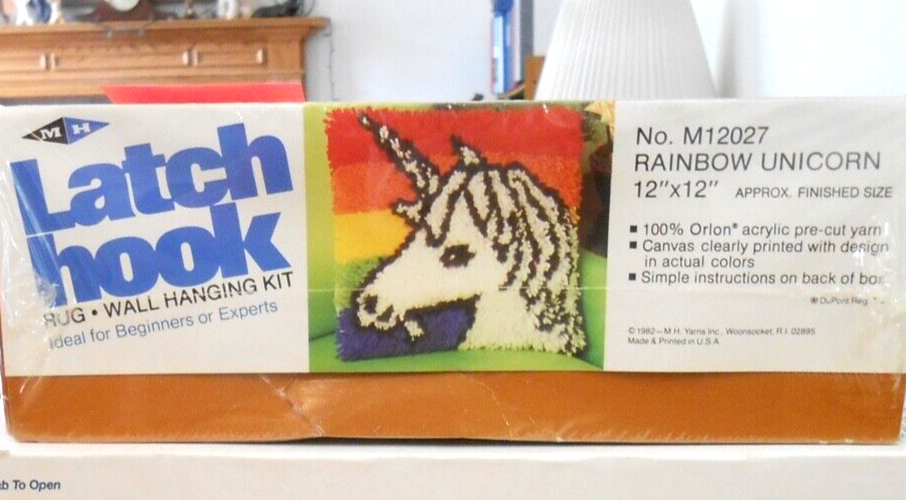 M H
Latch
hook
RUG • WALL HANGING KIT
Ideal for Beginners or Experts
No. M12027
RAINBOW UNICORN
12"x12" APPROX. FINISHED SIZE
■ 100% Orlon® acrylic pre-cut yarn
■ Canvas clearly printed with design
in actual colors
■ Simple instructions on back of box
® DuPont Reg.
© 1982—M.H. Yarns Inc., Woonsocket, R.I. 02895
Made & Printed in U.S.A.
To Open